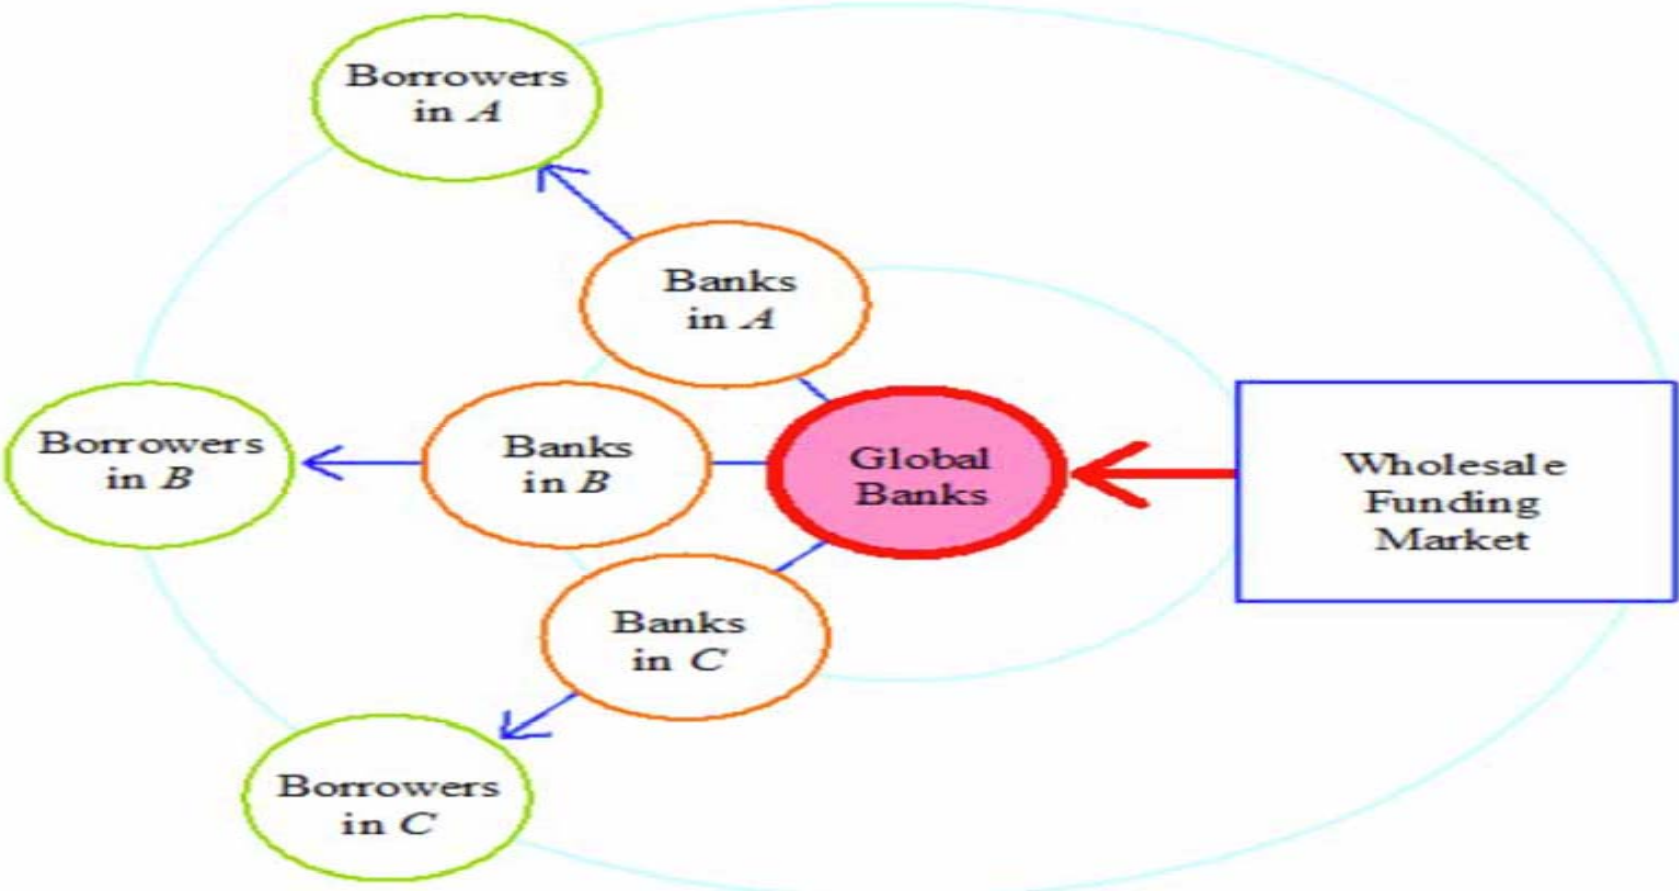 Borrowers
in A
Banks
in A
Borrowers
in B
Banks
in B
Global
Banks
Wholesale
Funding
Market
Banks
in C
Borrowers
in C